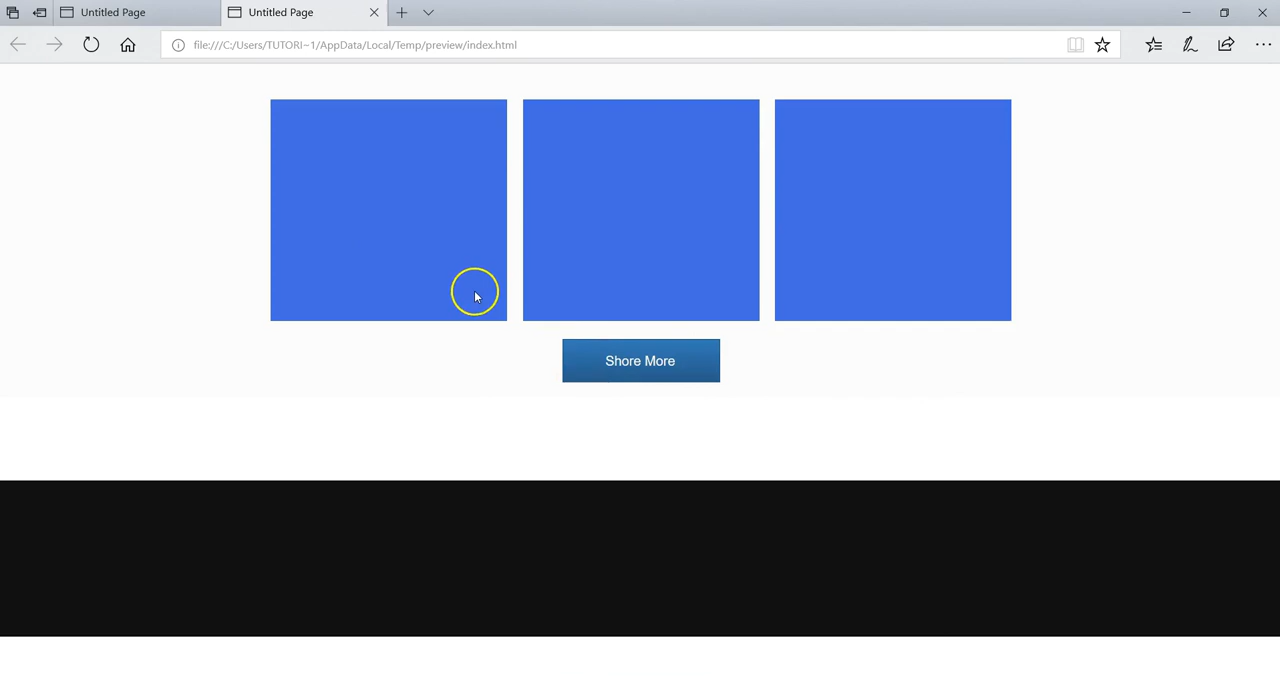 Untitled Page
Untitled Page
file:///C:/Users/TUTORI~1/AppData/Local/Temp/preview/index.html
Shore More